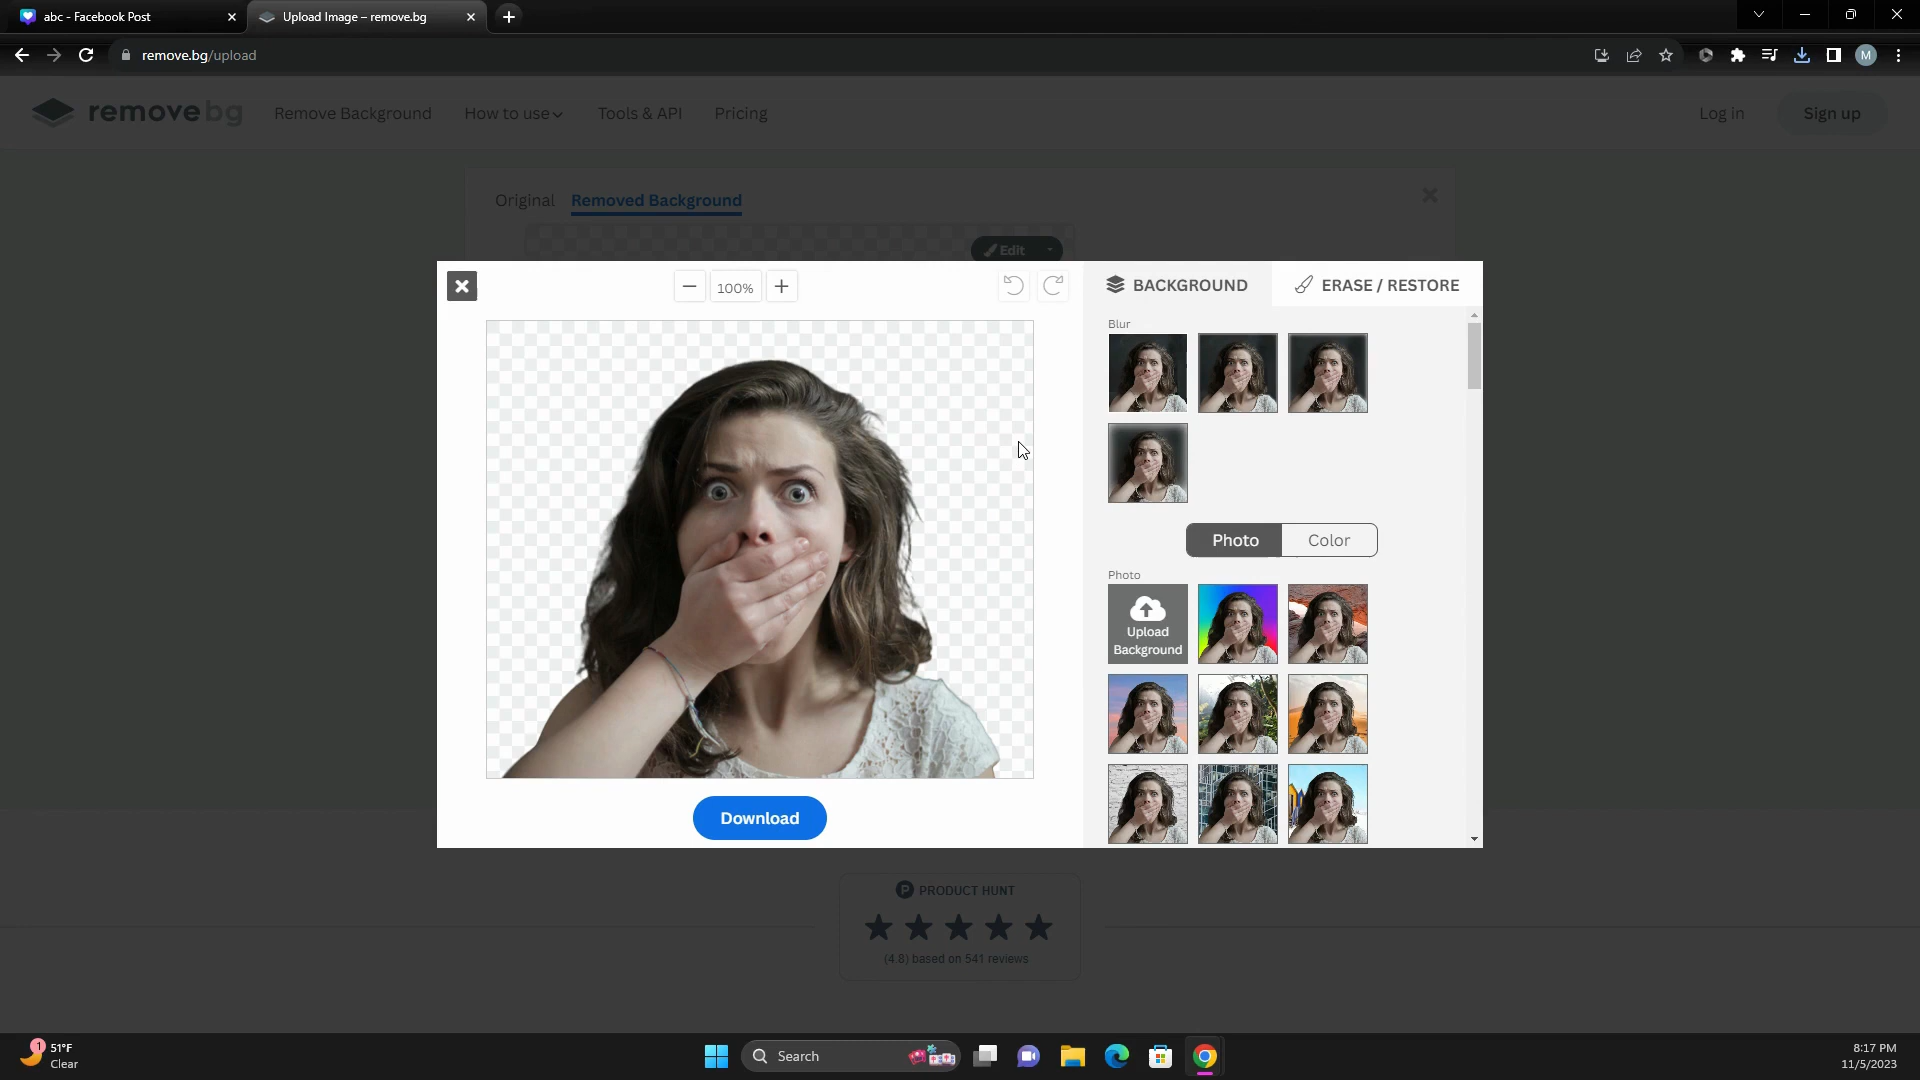 abc - Facebook Post
Upload Image – remove.bg
remove.bg/upload
M
removebg
Remove Background
How to use
Tools & API
Pricing
Log in
Sign up
Original
Removed Background
Edit
100%
BACKGROUND
ERASE / RESTORE
Blur
Photo
Color
Photo
Upload
Background
Download
P PRODUCT HUNT
(4.8) based on 541 reviews
1
51°F
Clear
Search
8:17 PM
11/5/2023